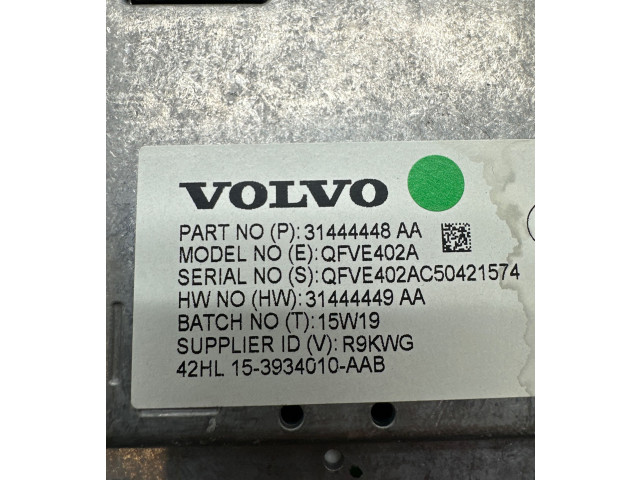 VOLVO
PART NO (P): 31444448 AA
MODEL NO (E): QFVE402A
SERIAL NO (S): QFVE402AC50421574
HW NO (HW): 31444449 AA
BATCH NO (T): 15W19
SUPPLIER ID (V): R9KWG
42HL 15-3934010-AAB